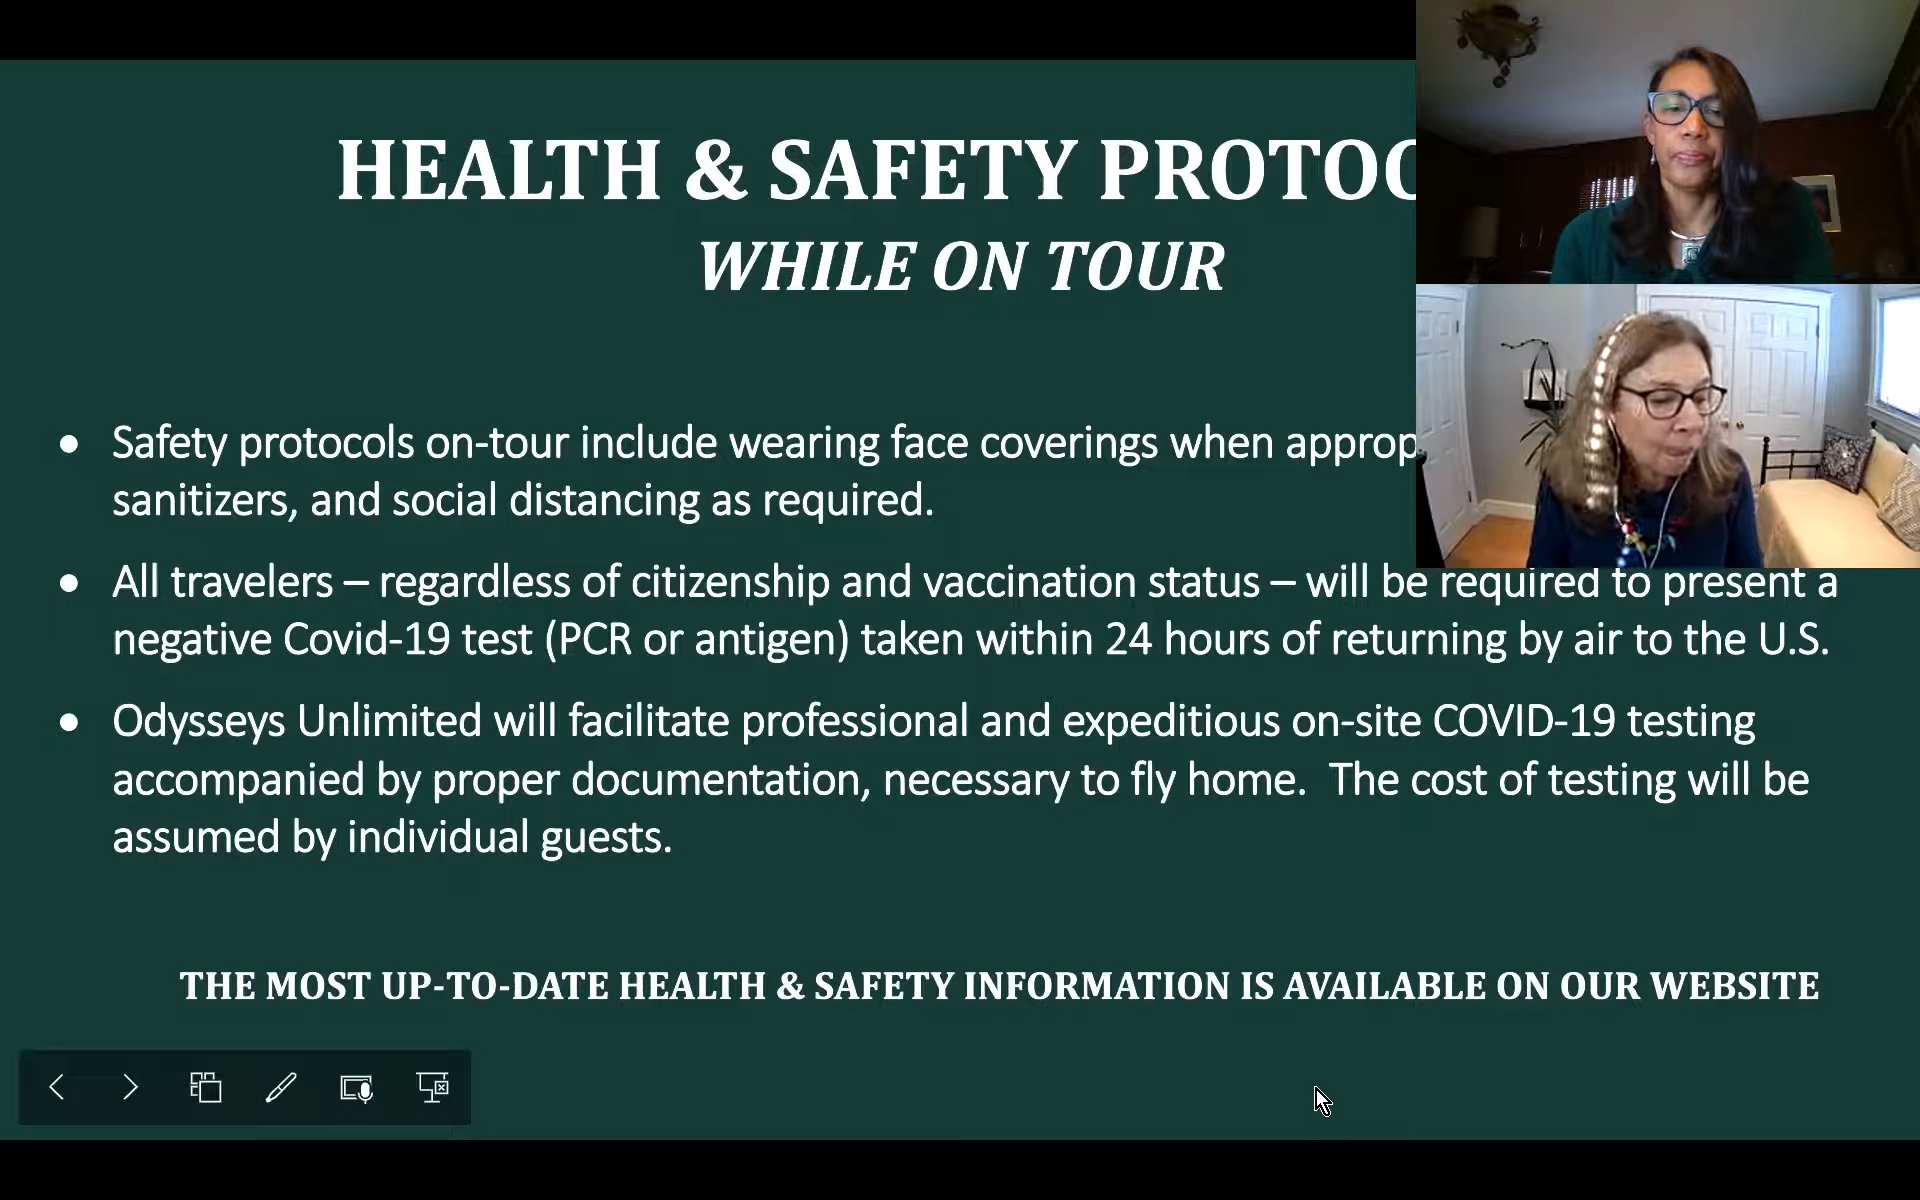 HEALTH & SAFETY PROTOC
WHILE ON TOUR
• Safety protocols on-tour include wearing face coverings when approp
sanitizers, and social distancing as required.
• All travelers – regardless of citizenship and vaccination status – will be required to present a
negative Covid-19 test (PCR or antigen) taken within 24 hours of returning by air to the U.S.
• Odysseys Unlimited will facilitate professional and expeditious on-site COVID-19 testing
accompanied by proper documentation, necessary to fly home.  The cost of testing will be
assumed by individual guests.
THE MOST UP-TO-DATE HEALTH & SAFETY INFORMATION IS AVAILABLE ON OUR WEBSITE